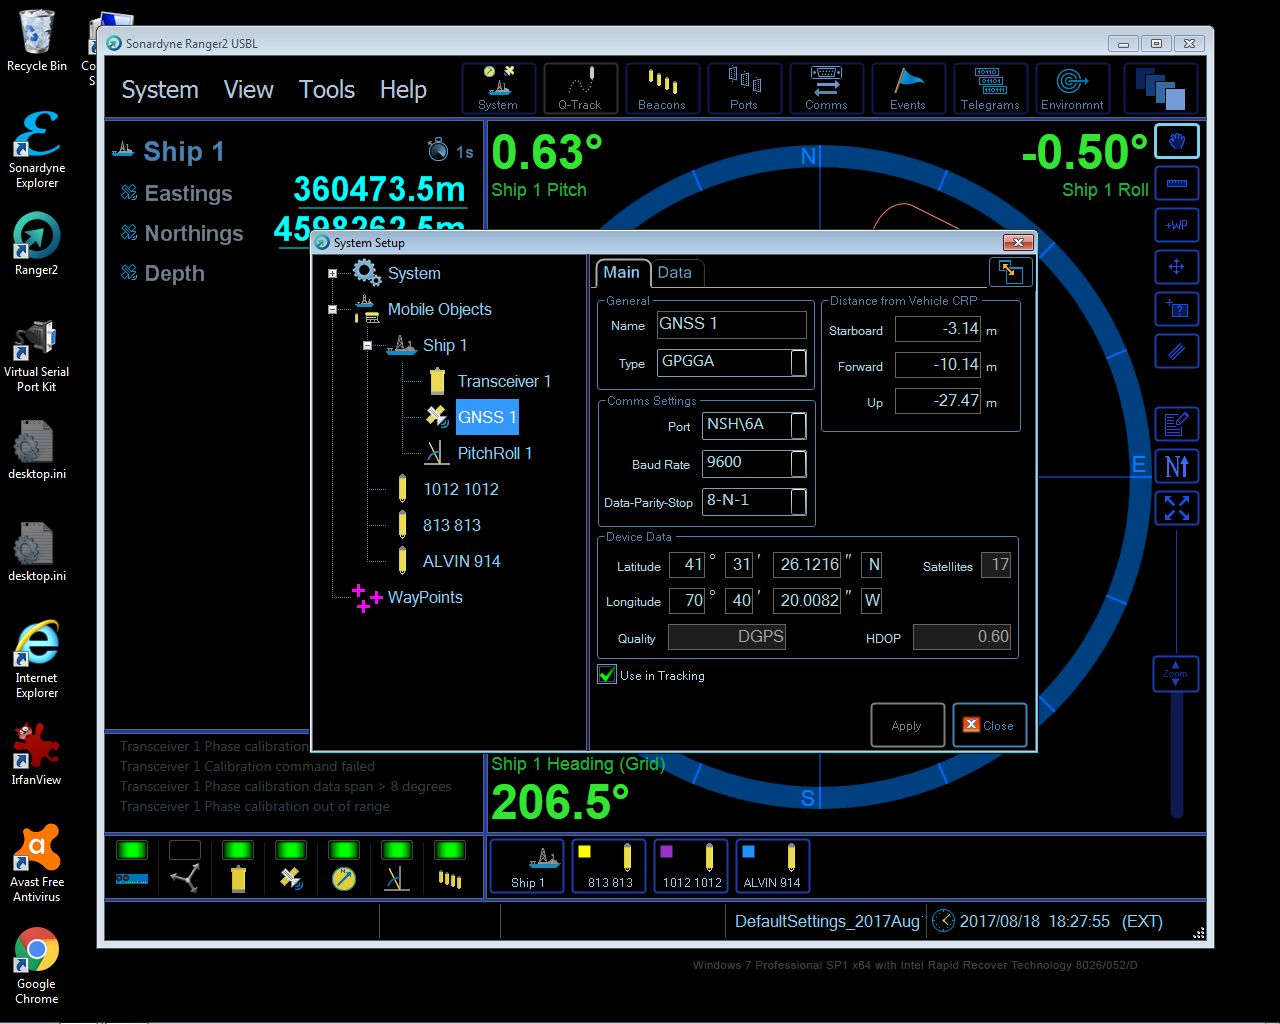 Recycle Bin
Co
S
Sonardyne
Explorer
Ranger2
Virtual Serial
Port Kit
desktop.ini
desktop.ini
Internet
Explorer
IrfanView
Avast Free
Antivirus
Google
Chrome
Sonardyne Ranger2 USBL
System View Tools Help
System
Q-Track
Beacons
Ports
Comms
Events
Telegrams
Environmnt
10110
01101
10110
Ship 1
1s
Eastings 360473.5m
Northings 4598262.5m
Depth
0.63°
Ship 1 Pitch
-0.50°
Ship 1 Roll
N
E
S
+WP
+?
N
Zoom
System Setup
System
Mobile Objects
Ship 1
Transceiver 1
GNSS 1
PitchRoll 1
1012 1012
813 813
ALVIN 914
WayPoints
Main Data
General
Name GNSS 1
Type GPGGA
Comms Settings
Port NSH\6A
Baud Rate 9600
Data-Parity-Stop 8-N-1
Distance from Vehicle CRP
Starboard -3.14 m
Forward -10.14 m
Up -27.47 m
Device Data
Latitude 41 ° 31 ' 26.1216 " N Satellites 17
Longitude 70 ° 40 ' 20.0082 " W
Quality DGPS HDOP 0.60
Use in Tracking
Apply Close
Transceiver 1 Phase calibration
Transceiver 1 Calibration command failed
Transceiver 1 Phase calibration data span > 8 degrees
Transceiver 1 Phase calibration out of range
Ship 1 Heading (Grid)
206.5°
Ship 1
813 813
1012 1012
ALVIN 914
DefaultSettings_2017Aug
2017/08/18 18:27:55 (EXT)
Windows 7 Professional SP1 x64 with Intel Rapid Recover Technology 8026/052/D